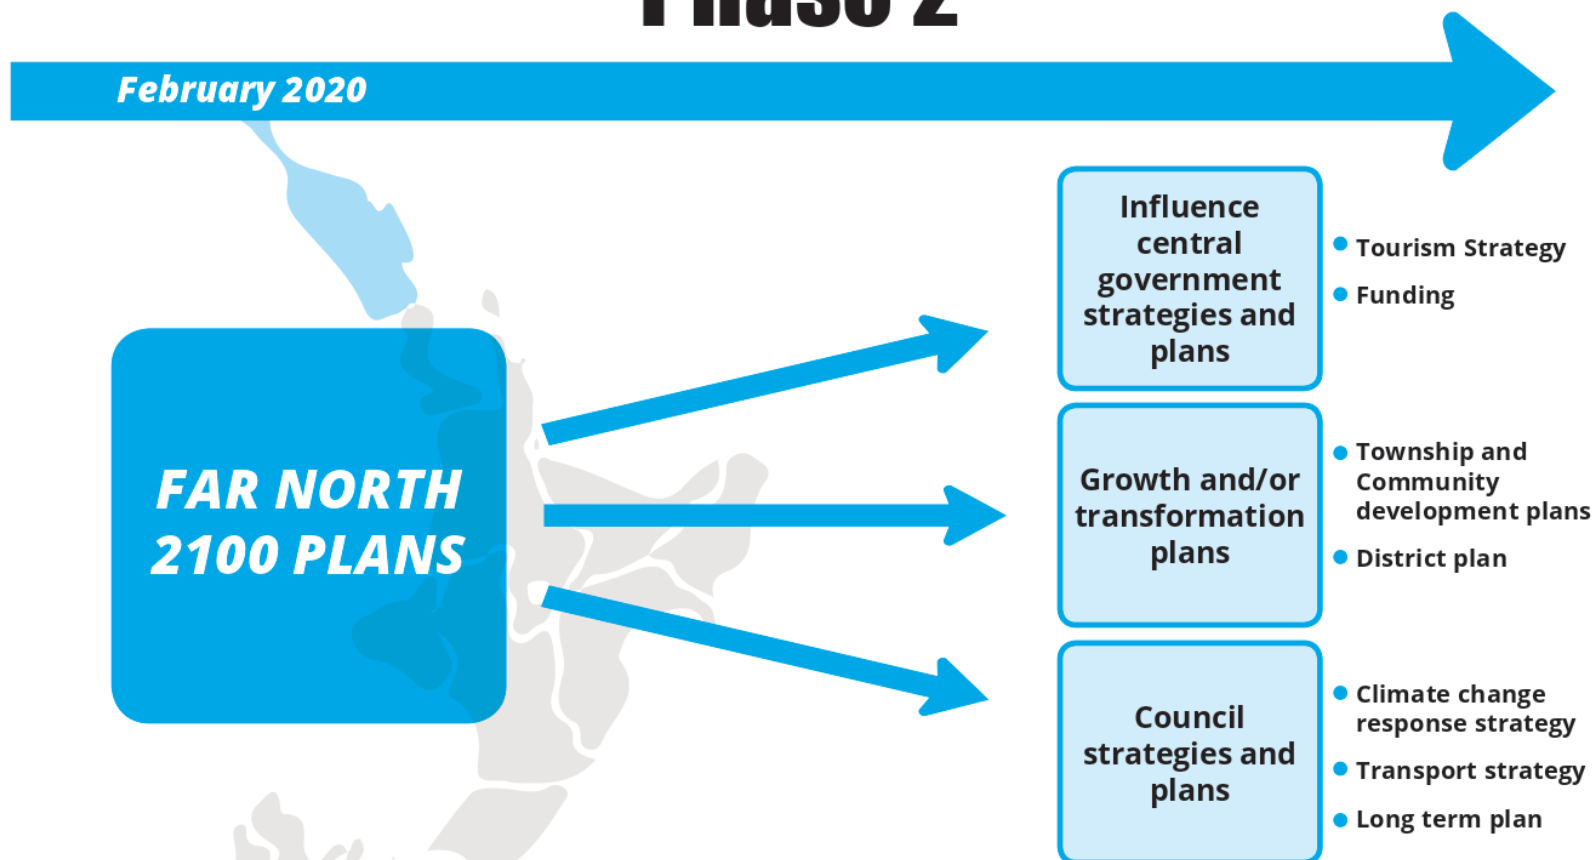 Phase 2
February 2020
FAR NORTH
2100 PLANS
Influence
central
government
strategies and
plans
Tourism Strategy
Funding
Growth and/or
transformation
plans
Township and
Community
development plans
District plan
Council
strategies and
plans
Climate change
response strategy
Transport strategy
Long term plan